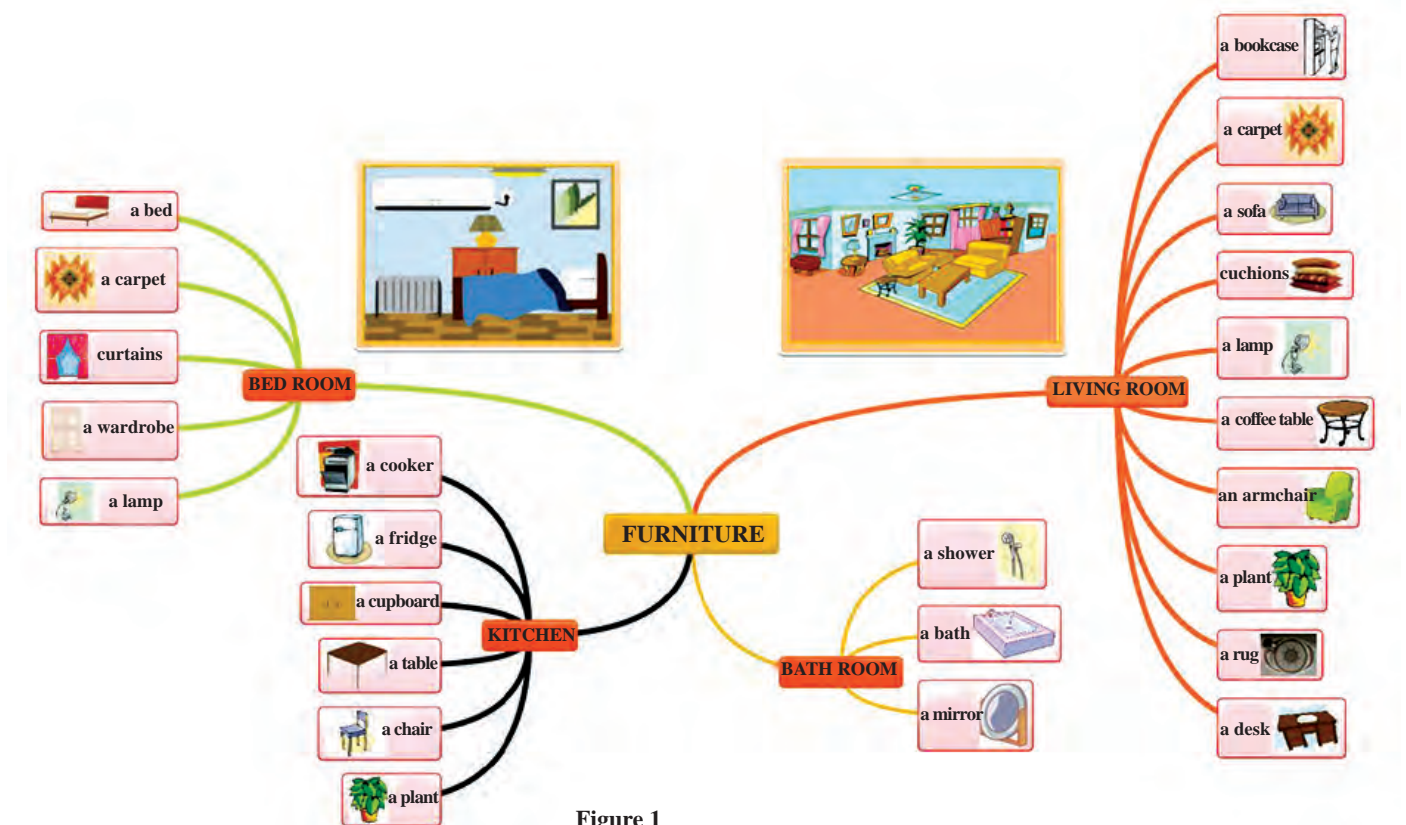 FURNITURE
BED ROOM
a bed
a carpet
curtains
a wardrobe
a lamp
KITCHEN
a cooker
a fridge
a cupboard
a table
a chair
a plant
BATH ROOM
a shower
a bath
a mirror
LIVING ROOM
a bookcase
a carpet
a sofa
cuchions
a lamp
a coffee table
an armchair
a plant
a rug
a desk
Figure 1